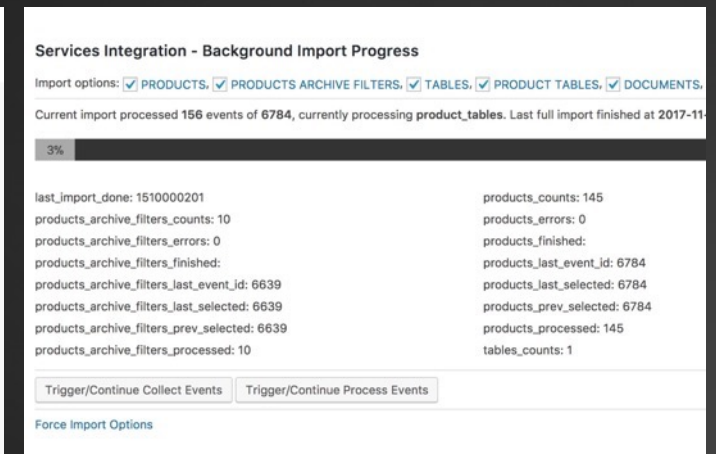 Services Integration - Background Import Progress
Import options: PRODUCTS, PRODUCTS ARCHIVE FILTERS, TABLES, PRODUCT TABLES, DOCUMENTS,
Current import processed 156 events of 6784, currently processing product_tables. Last full import finished at 2017-11-
3%
last_import_done: 1510000201
products_archive_filters_counts: 10
products_archive_filters_errors: 0
products_archive_filters_finished:
products_archive_filters_last_event_id: 6639
products_archive_filters_last_selected: 6639
products_archive_filters_prev_selected: 6639
products_archive_filters_processed: 10
products_counts: 145
products_errors: 0
products_finished:
products_last_event_id: 6784
products_last_selected: 6784
products_prev_selected: 6784
products_processed: 145
tables_counts: 1
Trigger/Continue Collect Events Trigger/Continue Process Events
Force Import Options